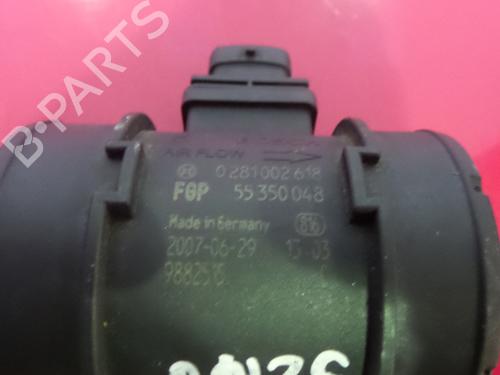 B-PARTS
AIR FLOW
0 281 002 618
FGP 55 350 048
Made in Germany 816
2007-06-29 15 03